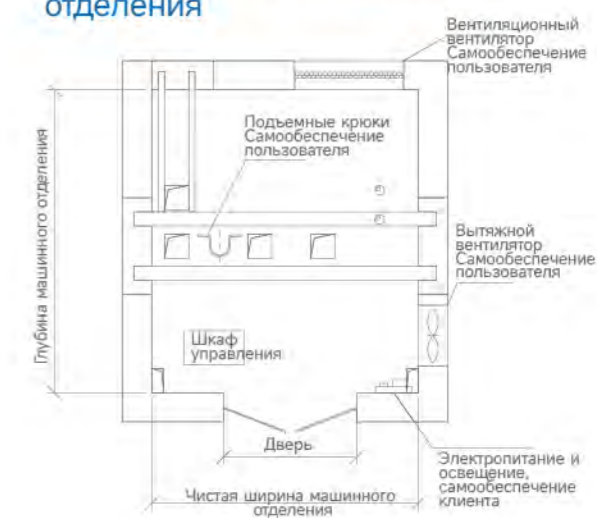 отделения
Вентиляционный
вентилятор
Самообеспечение
пользователя
Подъемные крюки
Самообеспечение
пользователя
Глубина машинного отделения
Вытяжной
вентилятор
Самообеспечение
пользователя
Шкаф
управления
Дверь
Электропитание и
освещение,
самообеспечение
клиента
Чистая ширина машинного
отделения